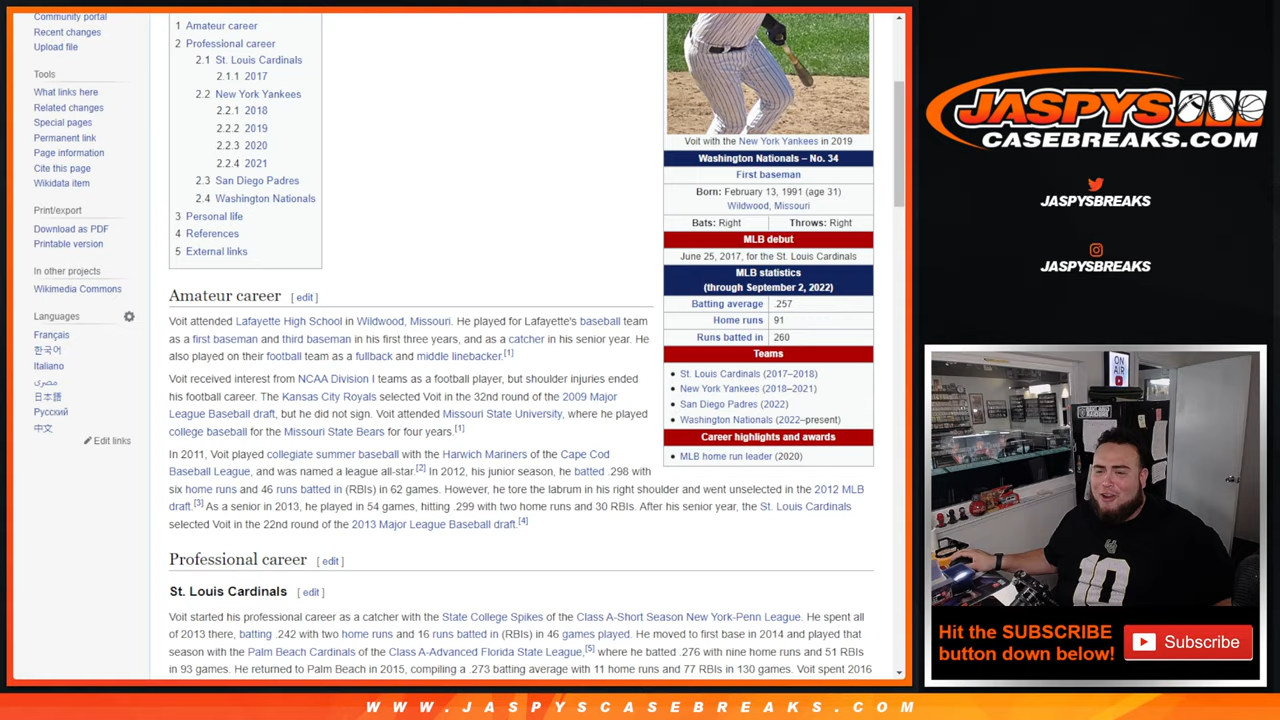 Community portal
Recent changes
Upload file
Tools
What links here
Related changes
Special pages
Permanent link
Page information
Cite this page
Wikidata item
Print/export
Download as PDF
Printable version
In other projects
Wikimedia Commons
Languages
Français
한국어
Italiano
مصرى
日本語
Русский
中文
Edit links
1 Amateur career
2 Professional career
2.1 St. Louis Cardinals
2.1.1 2017
2.2 New York Yankees
2.2.1 2018
2.2.2 2019
2.2.3 2020
2.2.4 2021
2.3 San Diego Padres
2.4 Washington Nationals
3 Personal life
4 References
5 External links
Voit with the New York Yankees in 2019
Washington Nationals – No. 34
First baseman
Born: February 13, 1991 (age 31)
Wildwood, Missouri
Bats: Right Throws: Right
MLB debut
June 25, 2017, for the St. Louis Cardinals
MLB statistics
(through September 2, 2022)
Batting average .257
Home runs 91
Runs batted in 260
Teams
St. Louis Cardinals (2017–2018)
New York Yankees (2018–2021)
San Diego Padres (2022)
Washington Nationals (2022–present)
Career highlights and awards
MLB home run leader (2020)
Amateur career [ edit ]
Voit attended Lafayette High School in Wildwood, Missouri. He played for Lafayette's baseball team
as a first baseman and third baseman in his first three years, and as a catcher in his senior year. He
also played on their football team as a fullback and middle linebacker.[1]
Voit received interest from NCAA Division I teams as a football player, but shoulder injuries ended
his football career. The Kansas City Royals selected Voit in the 32nd round of the 2009 Major
League Baseball draft, but he did not sign. Voit attended Missouri State University, where he played
college baseball for the Missouri State Bears for four years.[1]
In 2011, Voit played collegiate summer baseball with the Harwich Mariners of the Cape Cod
Baseball League, and was named a league all-star.[2] In 2012, his junior season, he batted .298 with
six home runs and 46 runs batted in (RBIs) in 62 games. However, he tore the labrum in his right shoulder and went unselected in the 2012 MLB
draft.[3] As a senior in 2013, he played in 54 games, hitting .299 with two home runs and 30 RBIs. After his senior year, the St. Louis Cardinals
selected Voit in the 22nd round of the 2013 Major League Baseball draft.[4]
Professional career [ edit ]
St. Louis Cardinals [ edit ]
Voit started his professional career as a catcher with the State College Spikes of the Class A-Short Season New York-Penn League. He spent all
of 2013 there, batting .242 with two home runs and 16 runs batted in (RBIs) in 46 games played. He moved to first base in 2014 and played that
season with the Palm Beach Cardinals of the Class A-Advanced Florida State League,[5] where he batted .276 with nine home runs and 51 RBIs
in 93 games. He returned to Palm Beach in 2015, compiling a .273 batting average with 11 home runs and 77 RBIs in 130 games. Voit spent 2016
JASPYS
CASEBREAKS.COM
JASPYSBREAKS
JASPYSBREAKS
ON
AIR
10
Hit the SUBSCRIBE
button down below!
Subscribe
WWW.JASPYSCASEBREAKS.COM